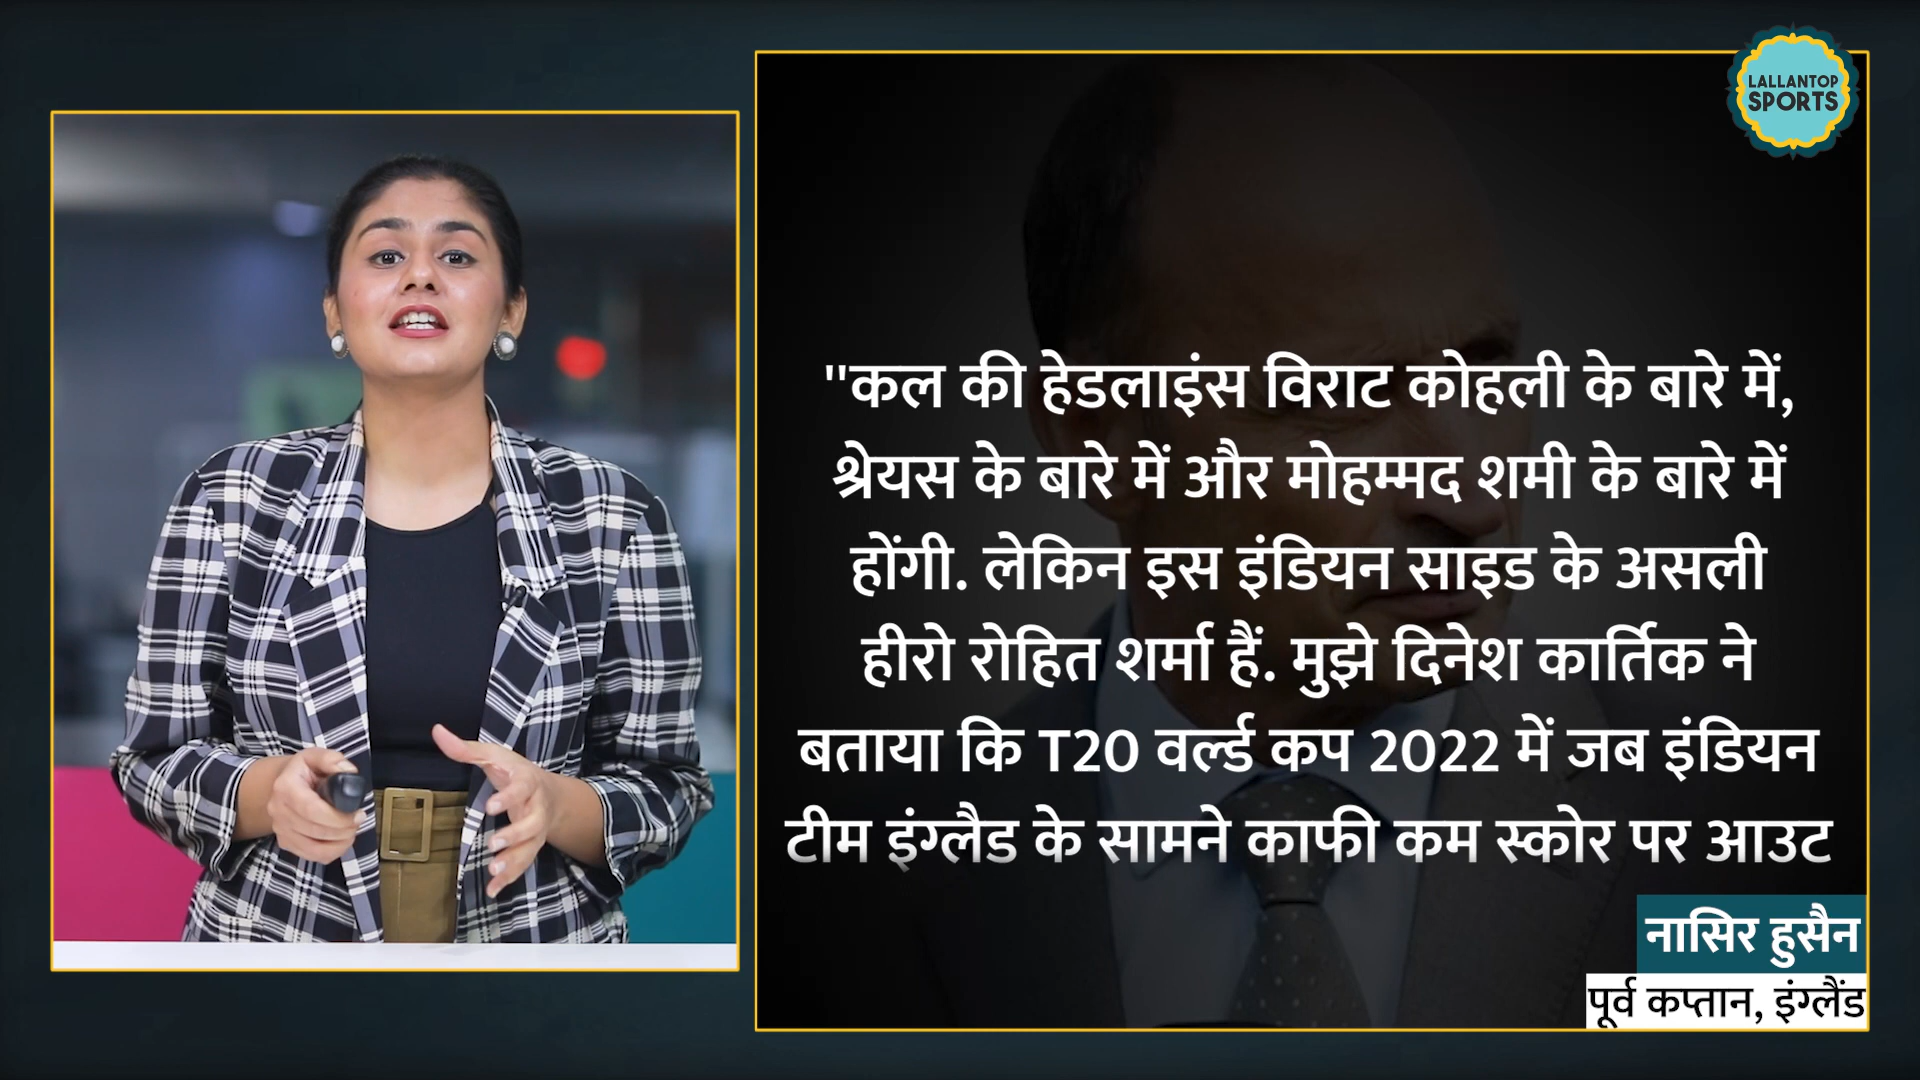 LALLANTOP
SPORTS
"कल की हेडलाइंस विराट कोहली के बारे में,
श्रेयस के बारे में और मोहम्मद शमी के बारे में
होंगी. लेकिन इस इंडियन साइड के असली
हीरो रोहित शर्मा हैं. मुझे दिनेश कार्तिक ने
बताया कि T20 वर्ल्ड कप 2022 में जब इंडियन
टीम इंग्लैड के सामने काफी कम स्कोर पर आउट
नासिर हुसैन
पूर्व कप्तान, इंग्लैंड